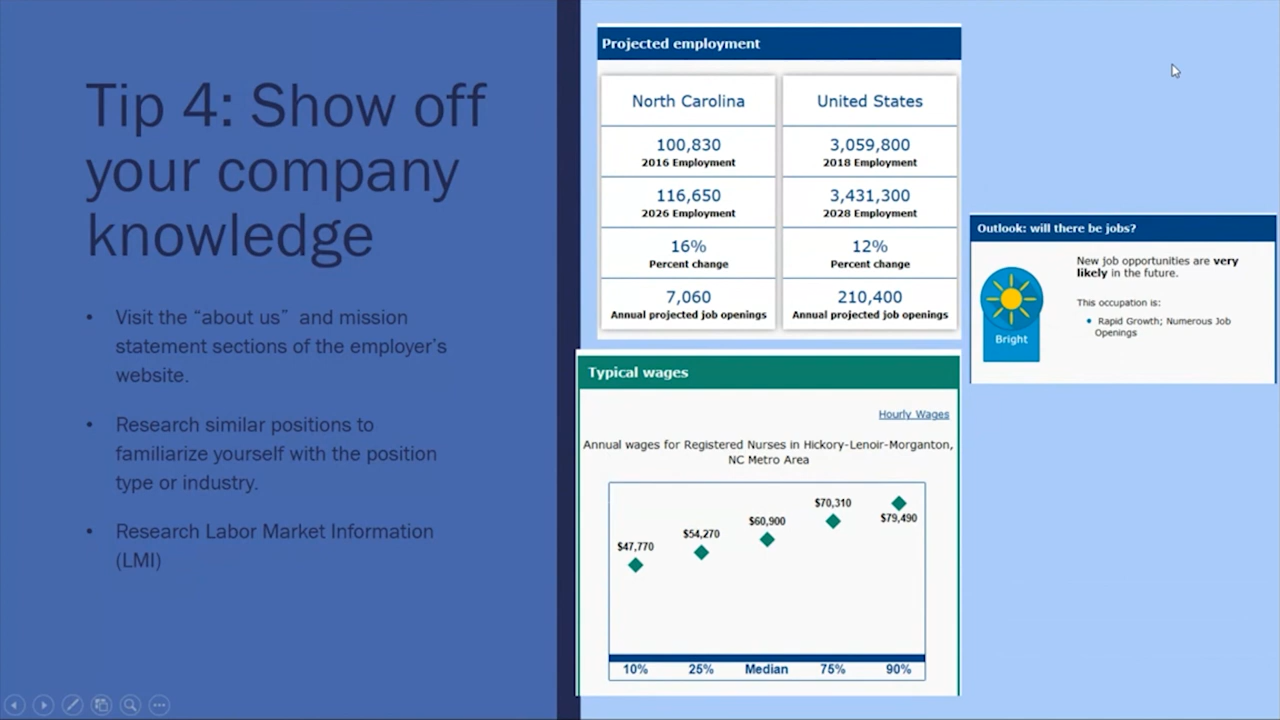 Tip 4: Show off
your company
knowledge
• Visit the “about us”  and mission
statement sections of the employer’s
website.
• Research similar positions to
familiarize yourself with the position
type or industry.
• Research Labor Market Information
(LMI)
Projected employment
North Carolina
100,830
2016 Employment
116,650
2026 Employment
16%
Percent change
7,060
Annual projected job openings
United States
3,059,800
2018 Employment
3,431,300
2028 Employment
12%
Percent change
210,400
Annual projected job openings
Typical wages
Hourly Wages
Annual wages for Registered Nurses in Hickory-Lenoir-Morganton,
NC Metro Area
$47,770
$54,270
$60,900
$70,310
$79,490
10% 25% Median 75% 90%
Outlook: will there be jobs?
Bright
New job opportunities are very
likely in the future.
This occupation is:
• Rapid Growth; Numerous Job
Openings